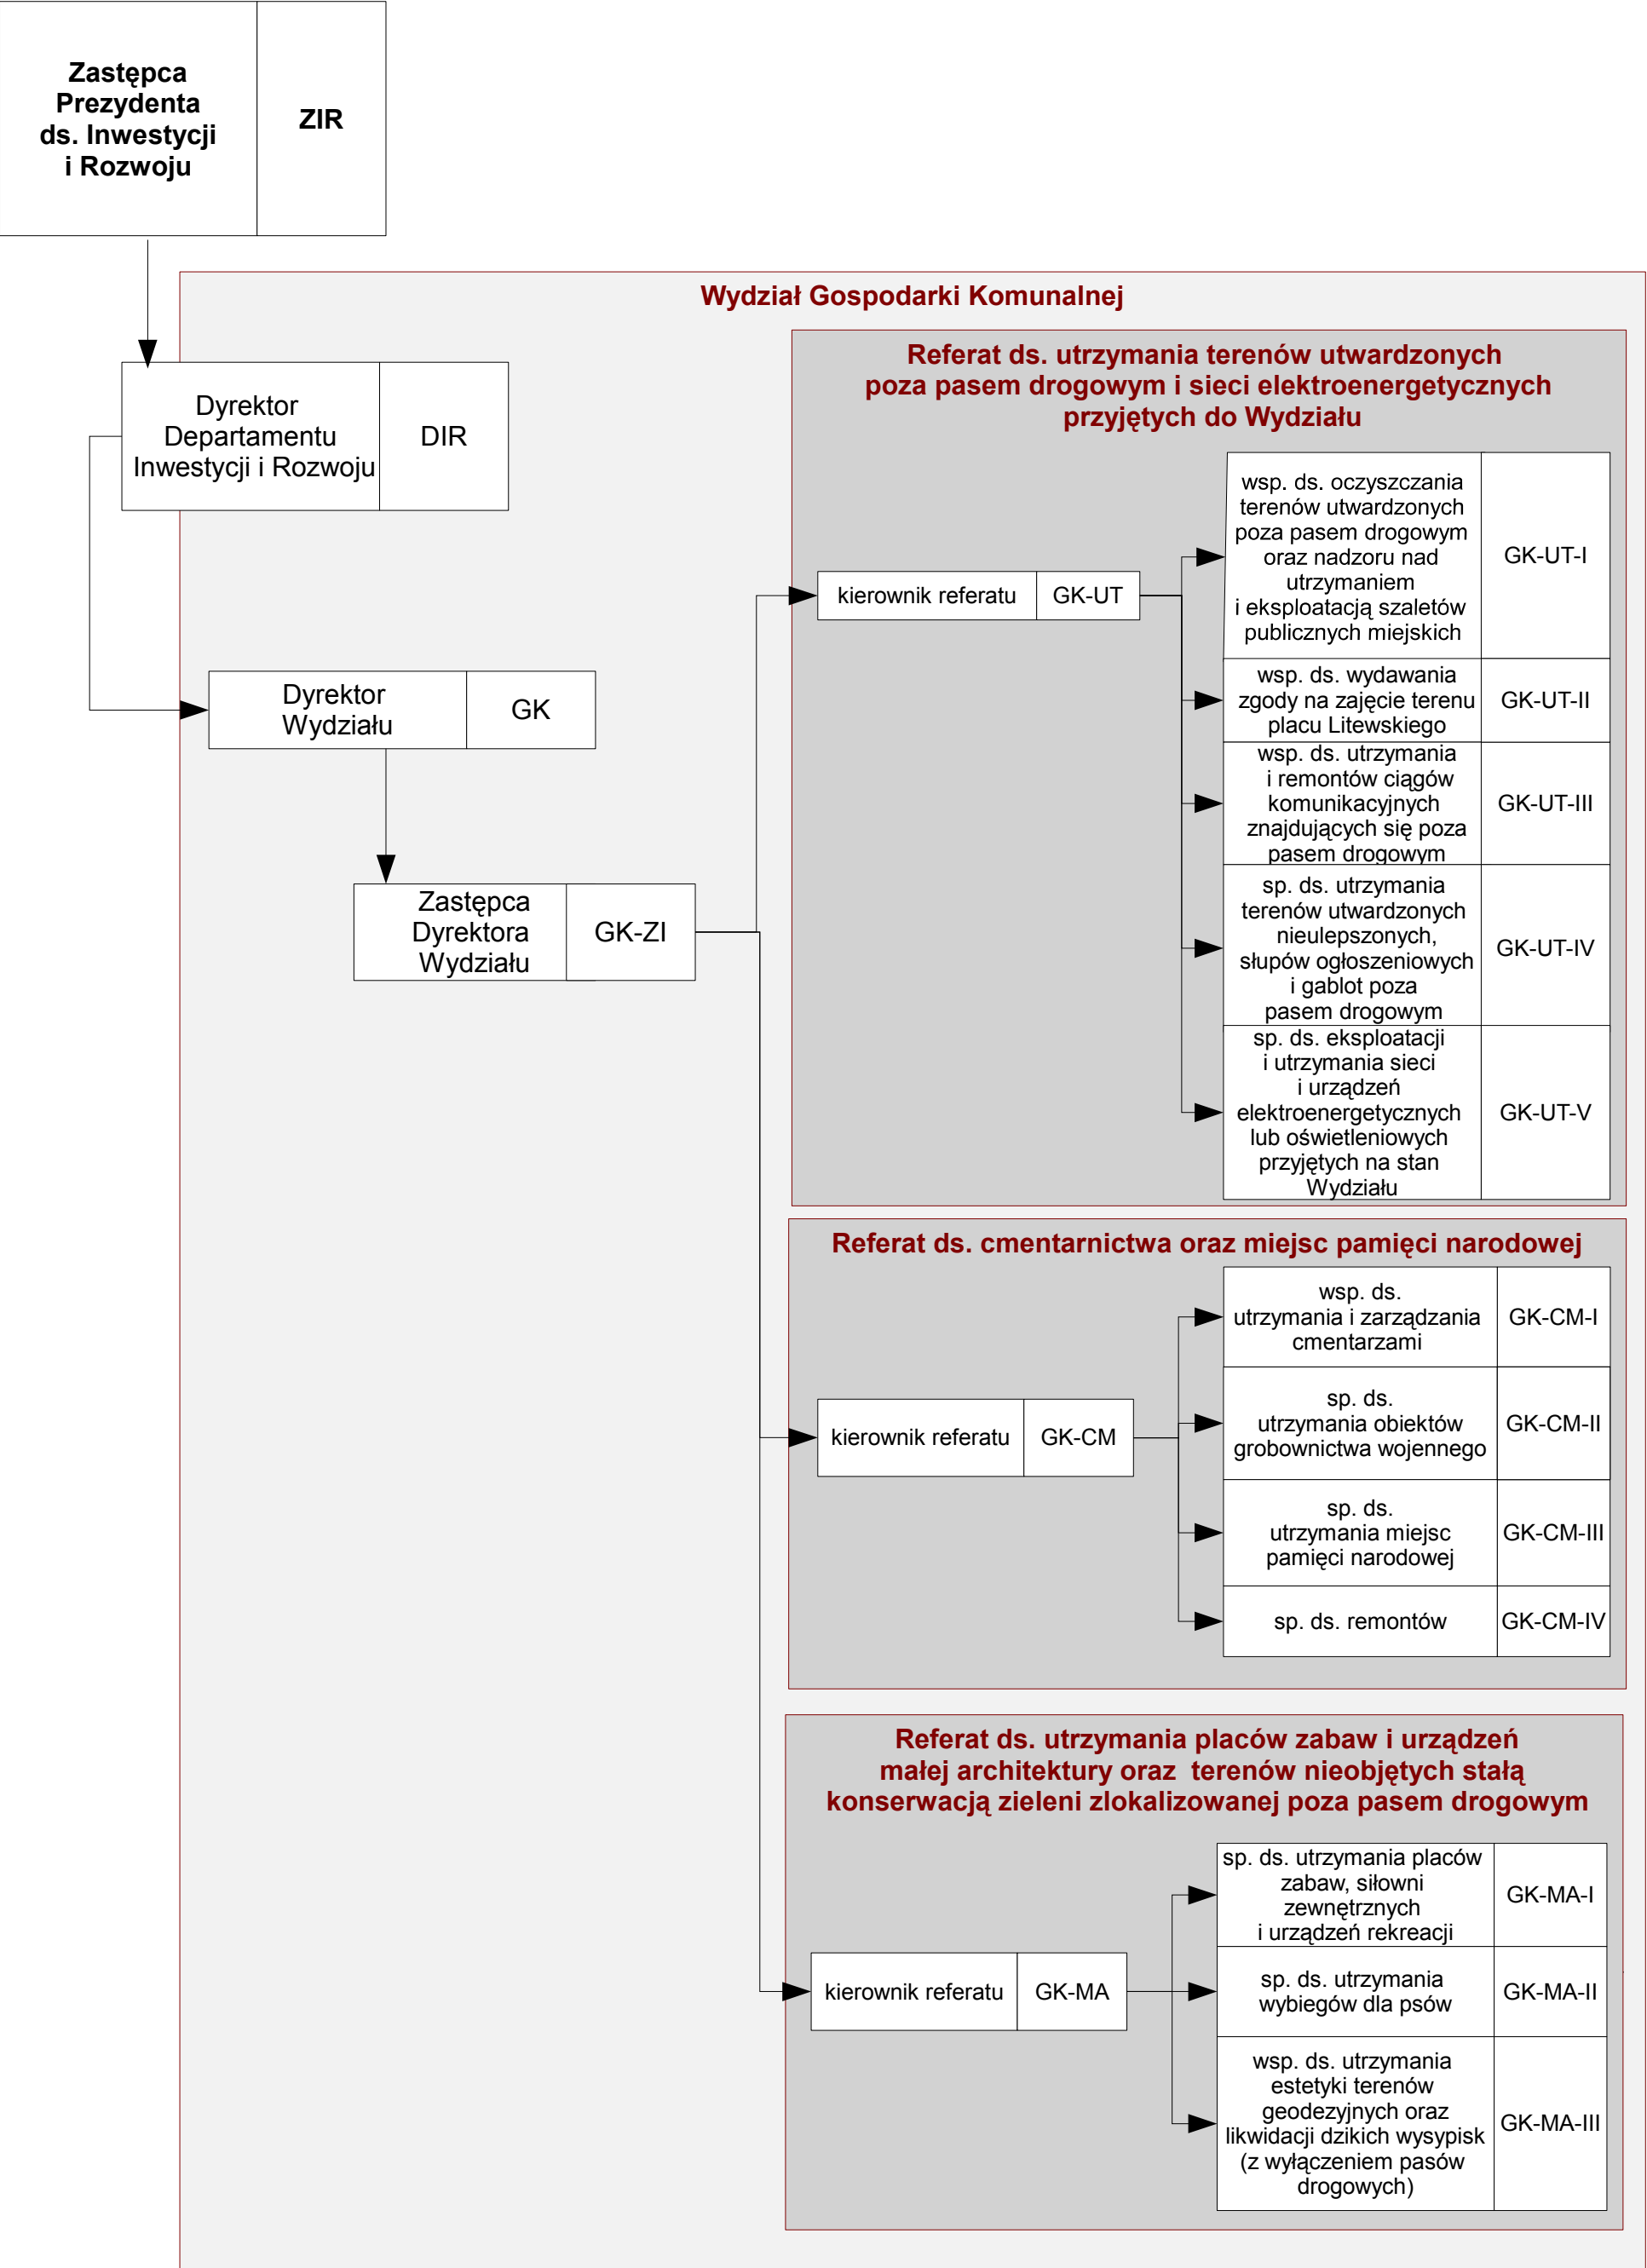 Zastępca
Prezydenta
ds. Inwestycji
i Rozwoju
ZIR
Wydział Gospodarki Komunalnej
Dyrektor
Departamentu
Inwestycji i Rozwoju
DIR
Dyrektor
Wydziału
GK
Zastępca
Dyrektora
Wydziału
GK-ZI
Referat ds. utrzymania terenów utwardzonych
poza pasem drogowym i sieci elektroenergetycznych
przyjętych do Wydziału
kierownik referatu
GK-UT
wsp. ds. oczyszczania
terenów utwardzonych
poza pasem drogowym
oraz nadzoru nad
utrzymaniem
i eksploatacją szaletów
publicznych miejskich
GK-UT-I
wsp. ds. wydawania
zgody na zajęcie terenu
placu Litewskiego
GK-UT-II
wsp. ds. utrzymania
i remontów ciągów
komunikacyjnych
znajdujących się poza
pasem drogowym
GK-UT-III
sp. ds. utrzymania
terenów utwardzonych
nieulepszonych,
słupów ogłoszeniowych
i gablot poza
pasem drogowym
GK-UT-IV
sp. ds. eksploatacji
i utrzymania sieci
i urządzeń
elektroenergetycznych
lub oświetleniowych
przyjętych na stan
Wydziału
GK-UT-V
Referat ds. cmentarnictwa oraz miejsc pamięci narodowej
kierownik referatu
GK-CM
wsp. ds.
utrzymania i zarządzania
cmentarzami
GK-CM-I
sp. ds.
utrzymania obiektów
grobownictwa wojennego
GK-CM-II
sp. ds.
utrzymania miejsc
pamięci narodowej
GK-CM-III
sp. ds. remontów
GK-CM-IV
Referat ds. utrzymania placów zabaw i urządzeń
małej architektury oraz  terenów nieobjętych stałą
konserwacją zieleni zlokalizowanej poza pasem drogowym
kierownik referatu
GK-MA
sp. ds. utrzymania placów
zabaw, siłowni
zewnętrznych
i urządzeń rekreacji
GK-MA-I
sp. ds. utrzymania
wybiegów dla psów
GK-MA-II
wsp. ds. utrzymania
estetyki terenów
geodezyjnych oraz
likwidacji dzikich wysypisk
(z wyłączeniem pasów
drogowych)
GK-MA-III